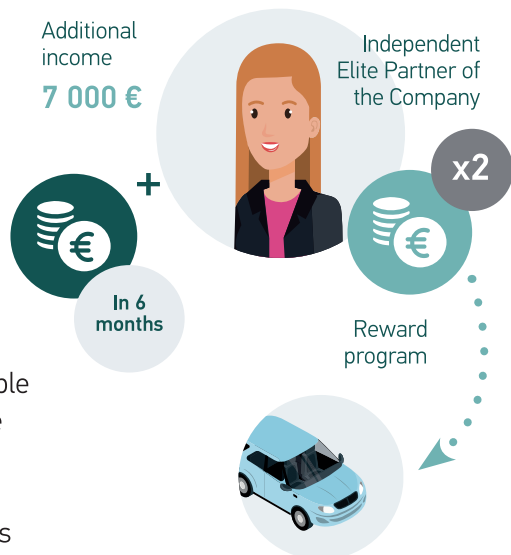 Additional
income
7 000 €
Independent
Elite Partner of
the Company
x2
+
€
€
In 6
months
Reward
program